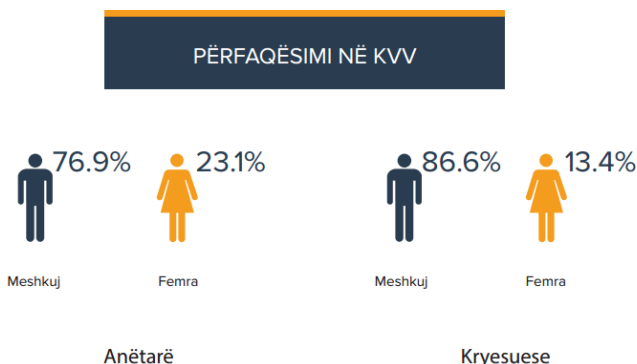 PËRFAQËSIMI NË KVV
76.9%
23.1%
86.6%
13.4%
Meshkuj
Femra
Meshkuj
Femra
Anëtarë
Kryesuese